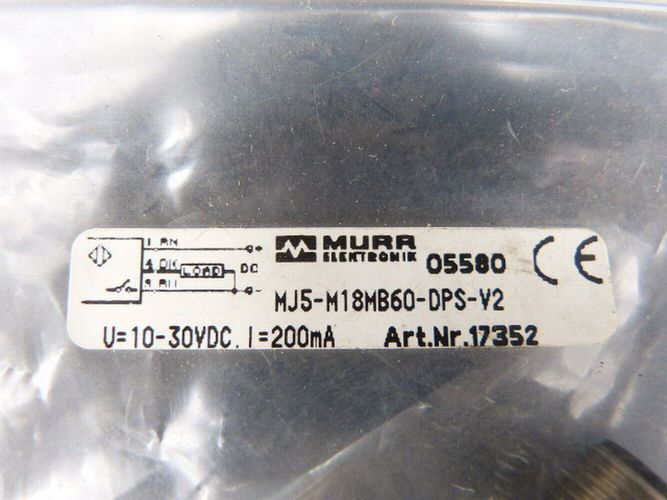 1 BN
+
4 BK LOAD DC
3 BU
-
MURR
ELEKTRONIK
05580
CE
MJ5-M18MB60-DPS-V2
U=10-30VDC. I=200mA Art.Nr.17352